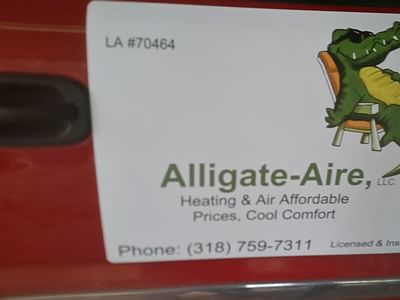 LA #70464
Alligate-Aire, LLC.
Heating & Air Affordable
Prices, Cool Comfort
Phone: (318) 759-7311 Licensed & Ins